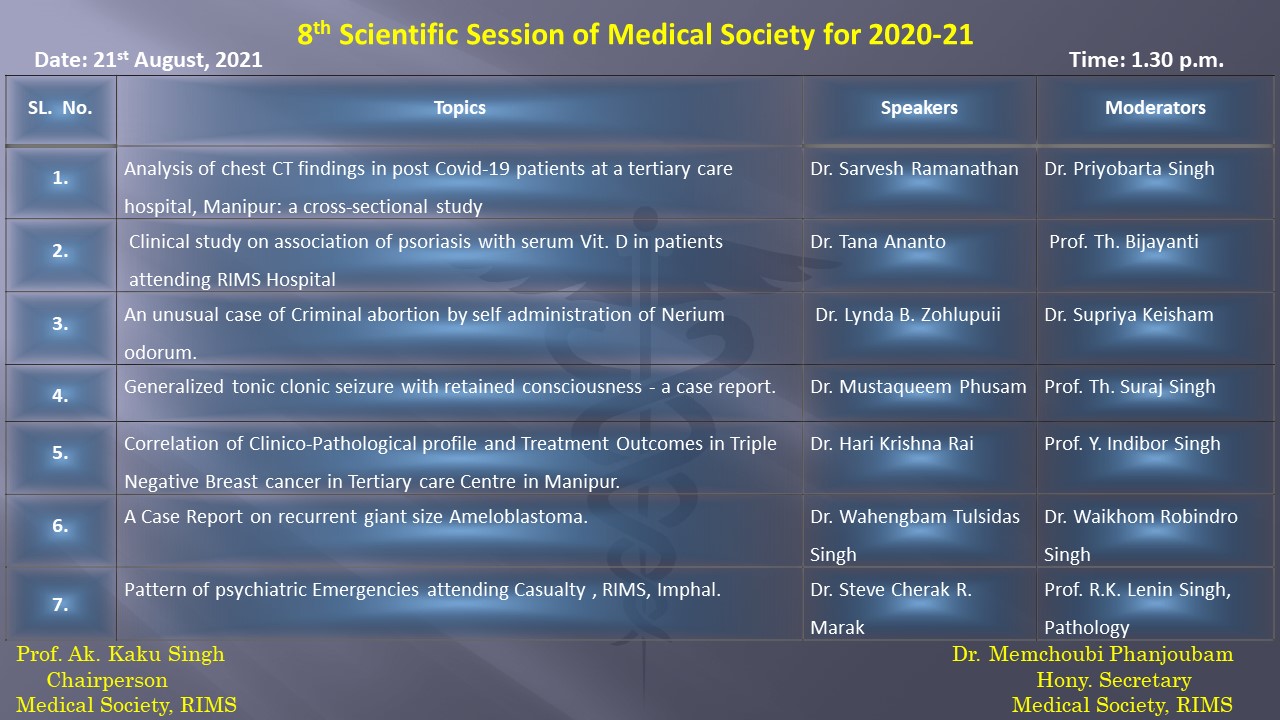 8th Scientific Session of Medical Society for 2020-21
Date: 21st August, 2021
Time: 1.30 p.m.
SL. No.
Topics
Speakers
Moderators
1.
Analysis of chest CT findings in post Covid-19 patients at a tertiary care
hospital, Manipur: a cross-sectional study
Dr. Sarvesh Ramanathan
Dr. Priyobarta Singh
2.
Clinical study on association of psoriasis with serum Vit. D in patients
attending RIMS Hospital
Dr. Tana Ananto
Prof. Th. Bijayanti
3.
An unusual case of Criminal abortion by self administration of Nerium
odorum.
Dr. Lynda B. Zohlupuii
Dr. Supriya Keisham
4.
Generalized tonic clonic seizure with retained consciousness - a case report.
Dr. Mustaqueem Phusam
Prof. Th. Suraj Singh
5.
Correlation of Clinico-Pathological profile and Treatment Outcomes in Triple
Negative Breast cancer in Tertiary care Centre in Manipur.
Dr. Hari Krishna Rai
Prof. Y. Indibor Singh
6.
A Case Report on recurrent giant size Ameloblastoma.
Dr. Wahengbam Tulsidas
Singh
Dr. Waikhom Robindro
Singh
7.
Pattern of psychiatric Emergencies attending Casualty , RIMS, Imphal.
Dr. Steve Cherak R.
Marak
Prof. R.K. Lenin Singh,
Pathology
Prof. Ak. Kaku Singh
Chairperson
Medical Society, RIMS
Dr. Memchoubi Phanjoubam
Hony. Secretary
Medical Society, RIMS